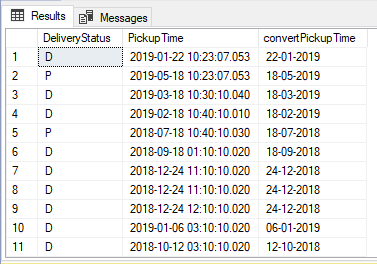 Results Messages
DeliveryStatus PickupTime convertPickupTime
1 D 2019-01-22 10:23:07.053 22-01-2019
2 P 2019-05-18 10:23:07.053 18-05-2019
3 D 2019-03-18 10:30:10.040 18-03-2019
4 D 2019-02-18 10:40:10.010 18-02-2019
5 P 2018-07-18 10:40:10.030 18-07-2018
6 D 2018-09-18 01:10:10.020 18-09-2018
7 D 2018-12-24 11:10:10.020 24-12-2018
8 D 2018-12-24 11:10:10.020 24-12-2018
9 D 2018-12-24 12:10:10.020 24-12-2018
10 D 2019-01-06 03:10:10.020 06-01-2019
11 D 2018-10-12 03:10:10.020 12-10-2018